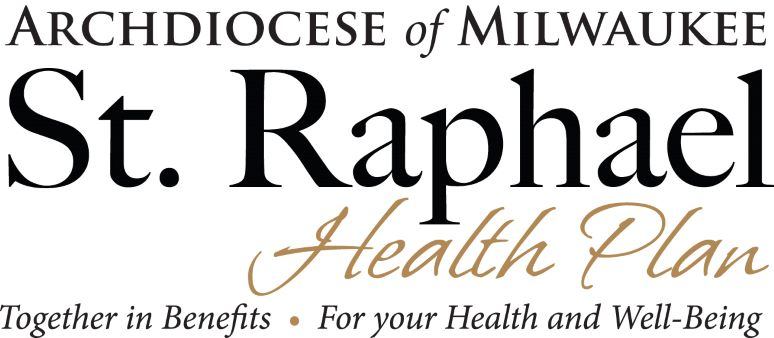 ARCHDIOCESE of MILWAUKEE
St. Raphael
Health Plan
Together in Benefits • For your Health and Well-Being